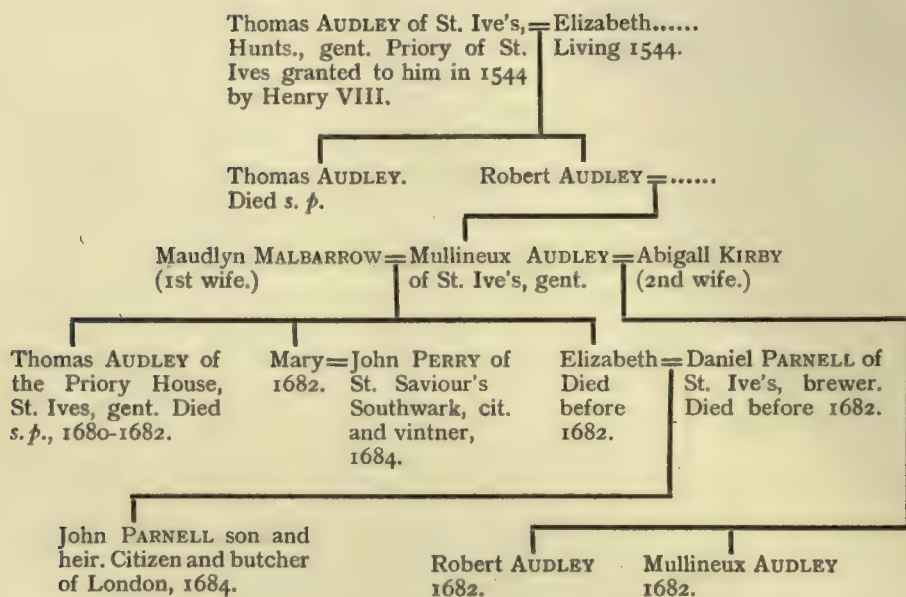 Thomas AUDLEY of St. Ive's, = Elizabeth......
Hunts., gent. Priory of St. Living 1544.
Ives granted to him in 1544
by Henry VIII.
Thomas AUDLEY. Robert AUDLEY = ......
Died s. p.
Maudlyn MALBARROW = Mullineux AUDLEY = Abigall KIRBY
(1st wife.) of St. Ive's, gent. (2nd wife.)
Thomas AUDLEY of
the Priory House,
St. Ives, gent. Died
s. p., 1680-1682.
Mary = John PERRY of
1682. St. Saviour's
Southwark, cit.
and vintner,
1684.
Elizabeth = Daniel PARNELL of
Died St. Ive's, brewer.
before Died before 1682.
1682.
John PARNELL son and
heir. Citizen and butcher
of London, 1684.
Robert AUDLEY
1682.
Mullineux AUDLEY
1682.